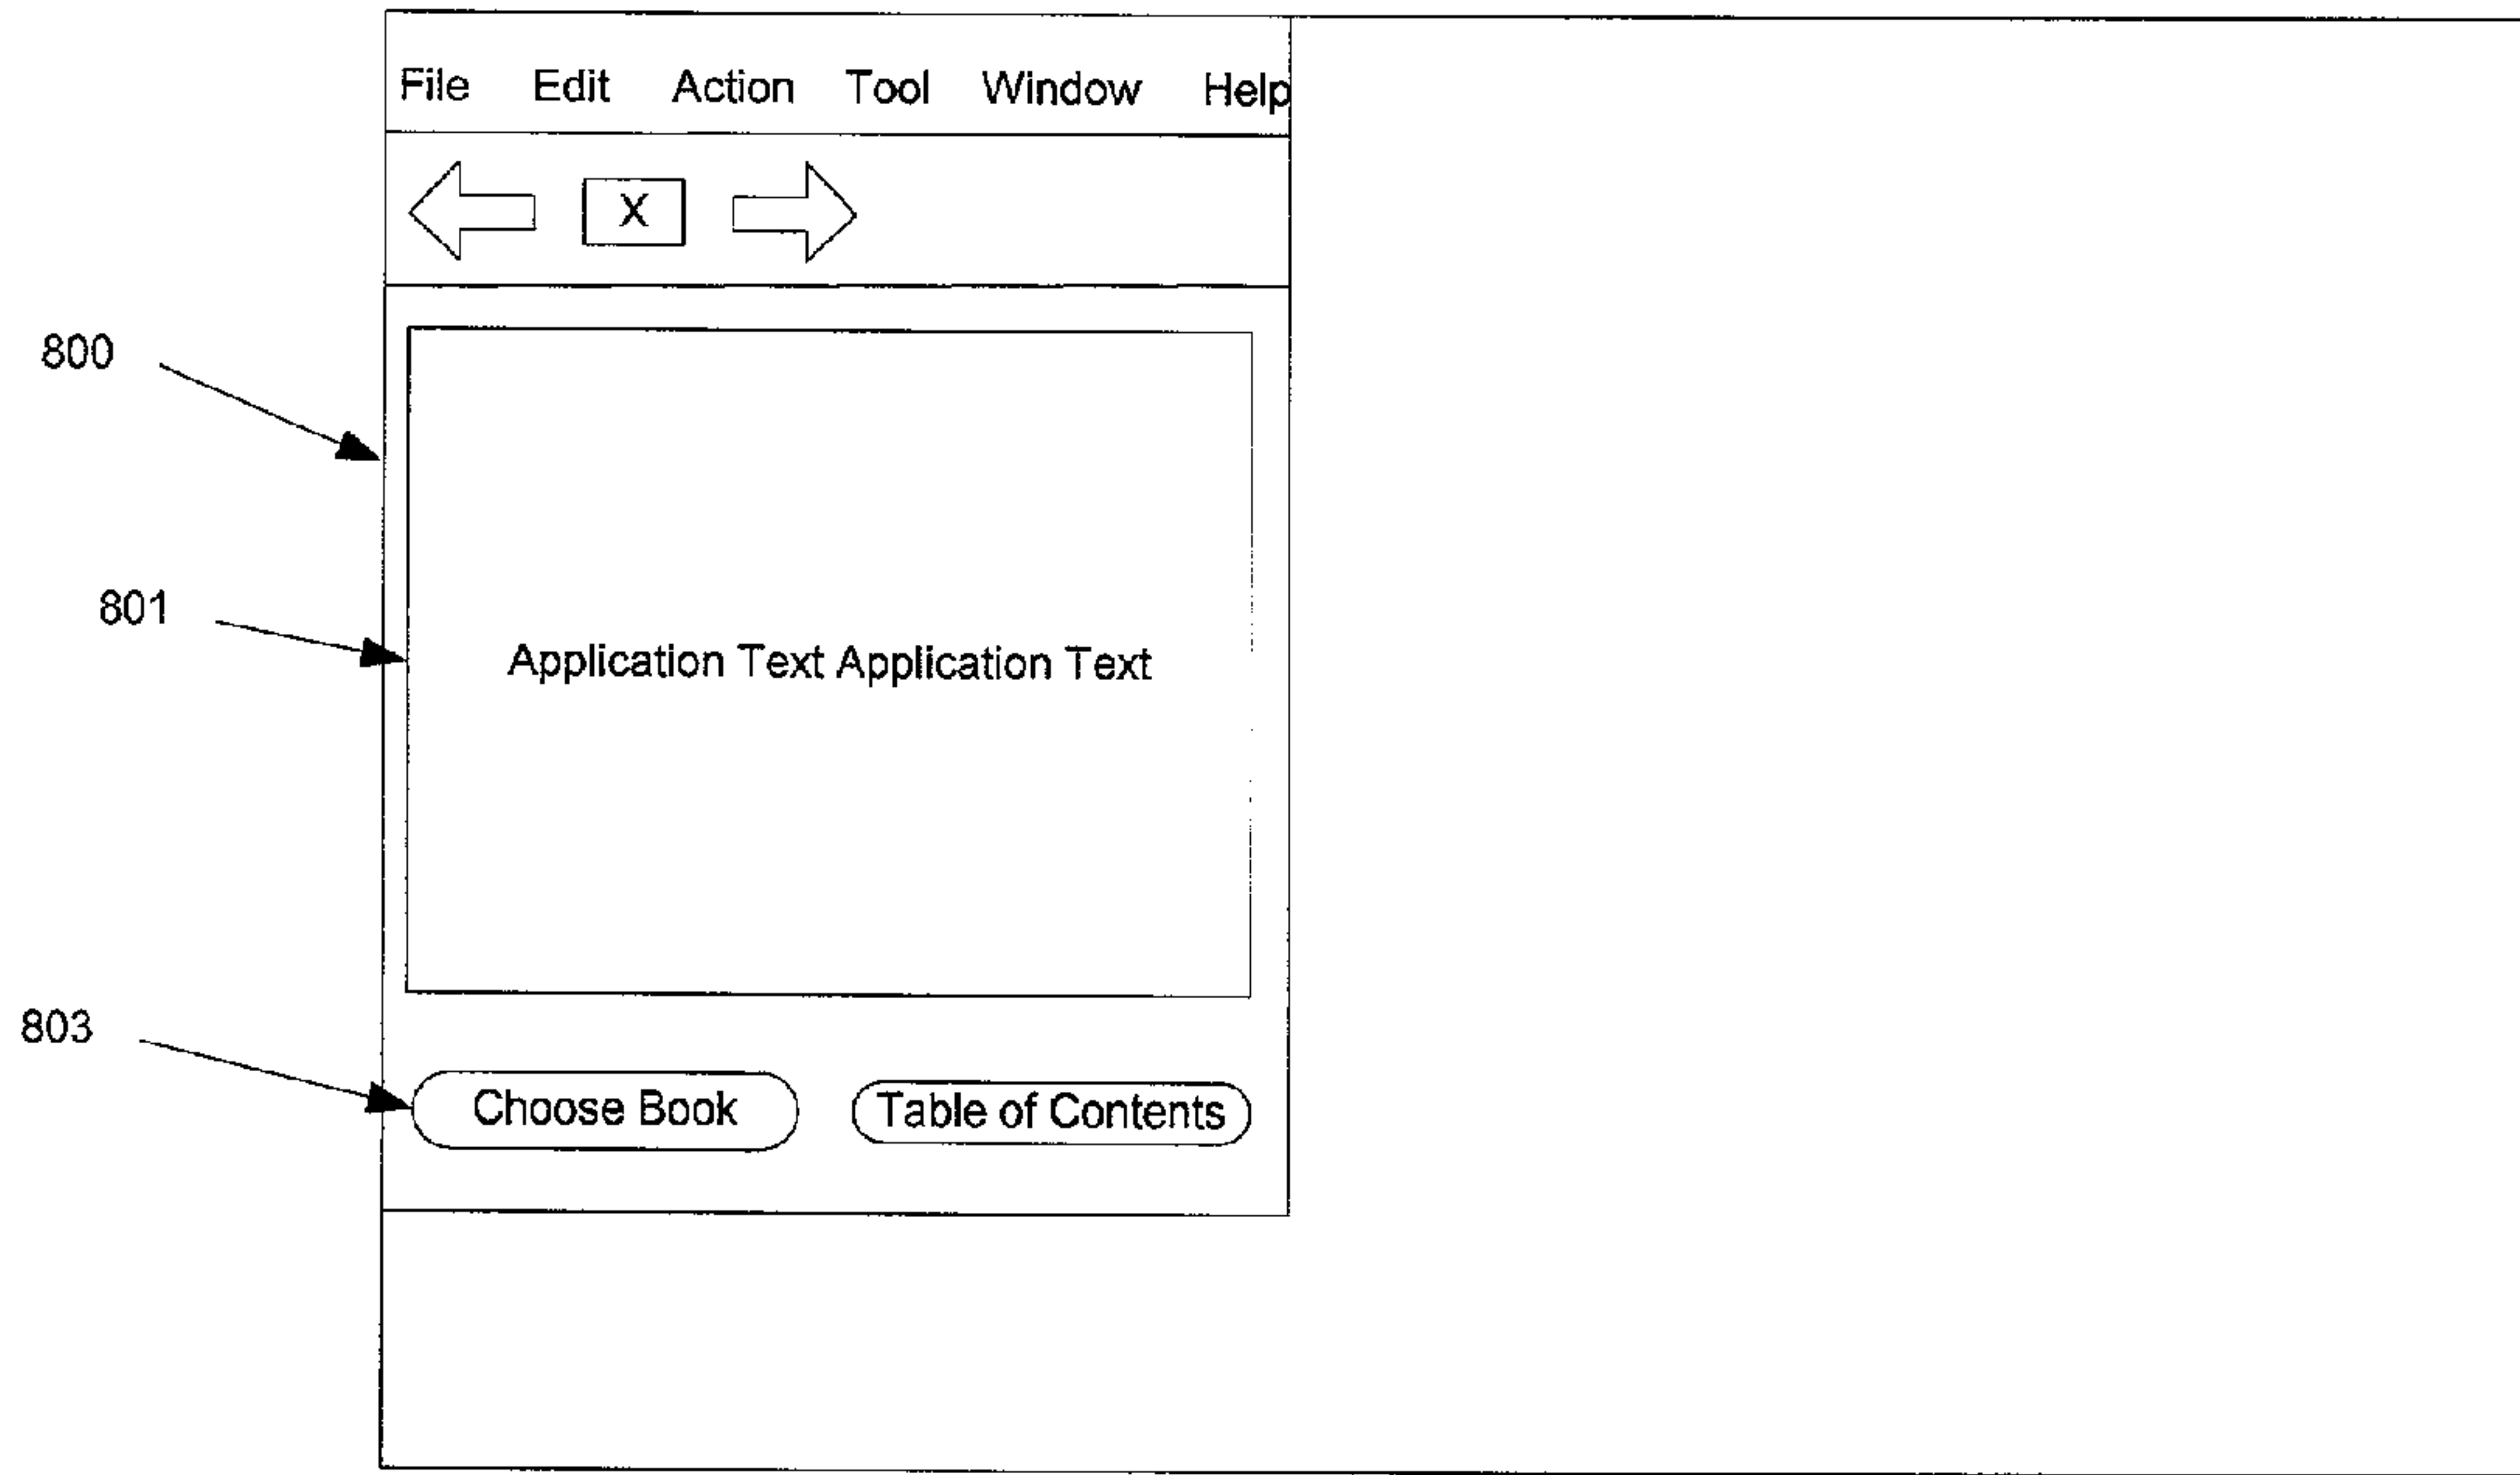 File Edit Action Tool Window Help
X
800
801
Application Text Application Text
803
Choose Book Table of Contents